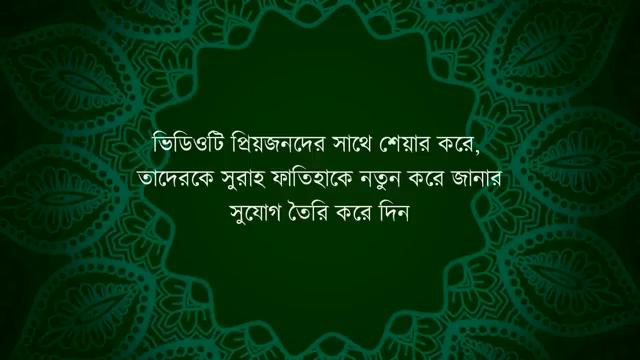 ভিডিওটি প্রিয়জনদের সাথে শেয়ার করে,
তাদেরকে সুরাহ ফাতিহাকে নতুন করে জানার
সুযোগ তৈরি করে দিন